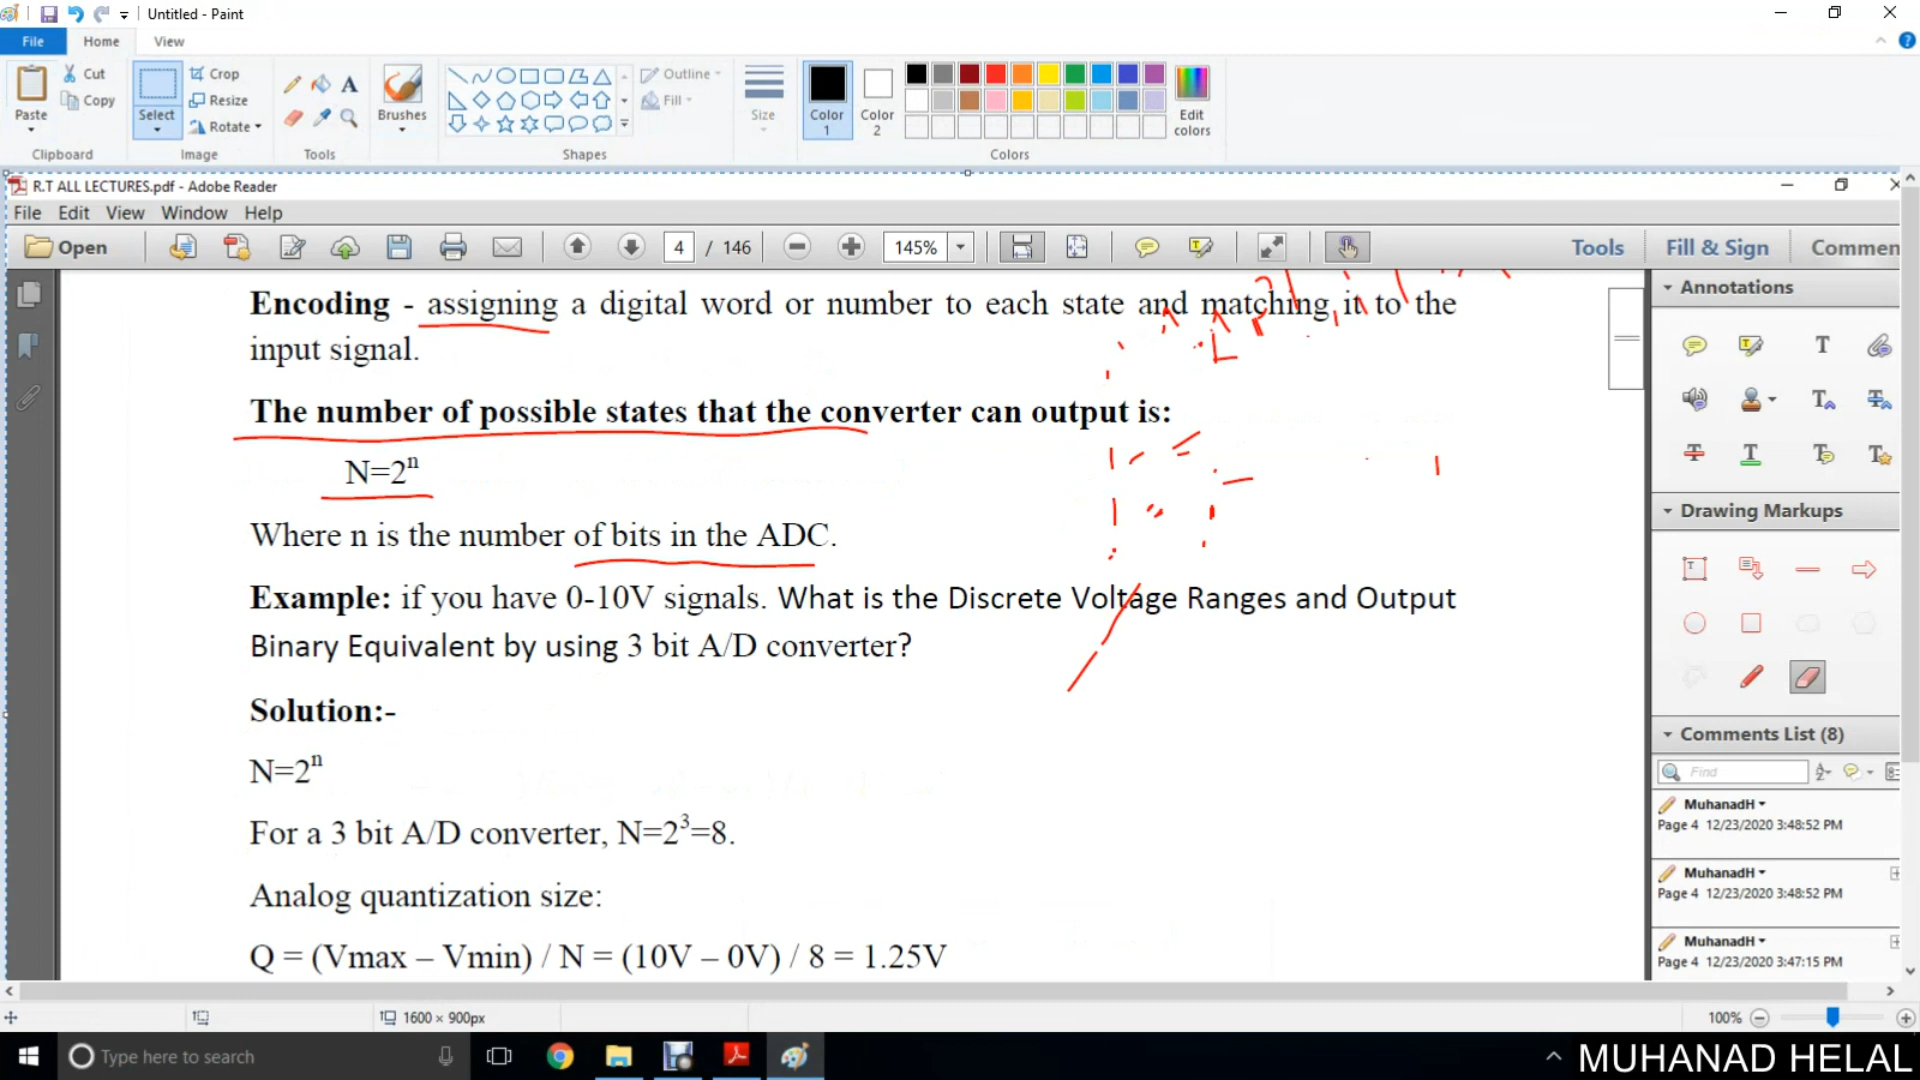 Untitled - Paint
File Home View
Cut
Copy
Paste
Clipboard
Select
Crop
Resize
Rotate
Image
Tools
Brushes
Shapes
Outline
Fill
Size
Color 1
Color 2
Edit colors
Colors
R.T ALL LECTURES.pdf - Adobe Reader
File Edit View Window Help
Open 4 / 146 145% Tools Fill & Sign Commen
Encoding - assigning a digital word or number to each state and matching it to the
input signal.
The number of possible states that the converter can output is:
N=2ⁿ
Where n is the number of bits in the ADC.
Example: if you have 0-10V signals. What is the Discrete Voltage Ranges and Output
Binary Equivalent by using 3 bit A/D converter?
Solution:-
N=2ⁿ
For a 3 bit A/D converter, N=2³=8.
Analog quantization size:
Q = (Vmax – Vmin) / N = (10V – 0V) / 8 = 1.25V
Annotations
Drawing Markups
Comments List (8)
Find
MuhanadH
Page 4 12/23/2020 3:48:52 PM
MuhanadH
Page 4 12/23/2020 3:48:52 PM
MuhanadH
Page 4 12/23/2020 3:47:15 PM
1600 × 900px
100%
Type here to search
MUHANAD HELAL